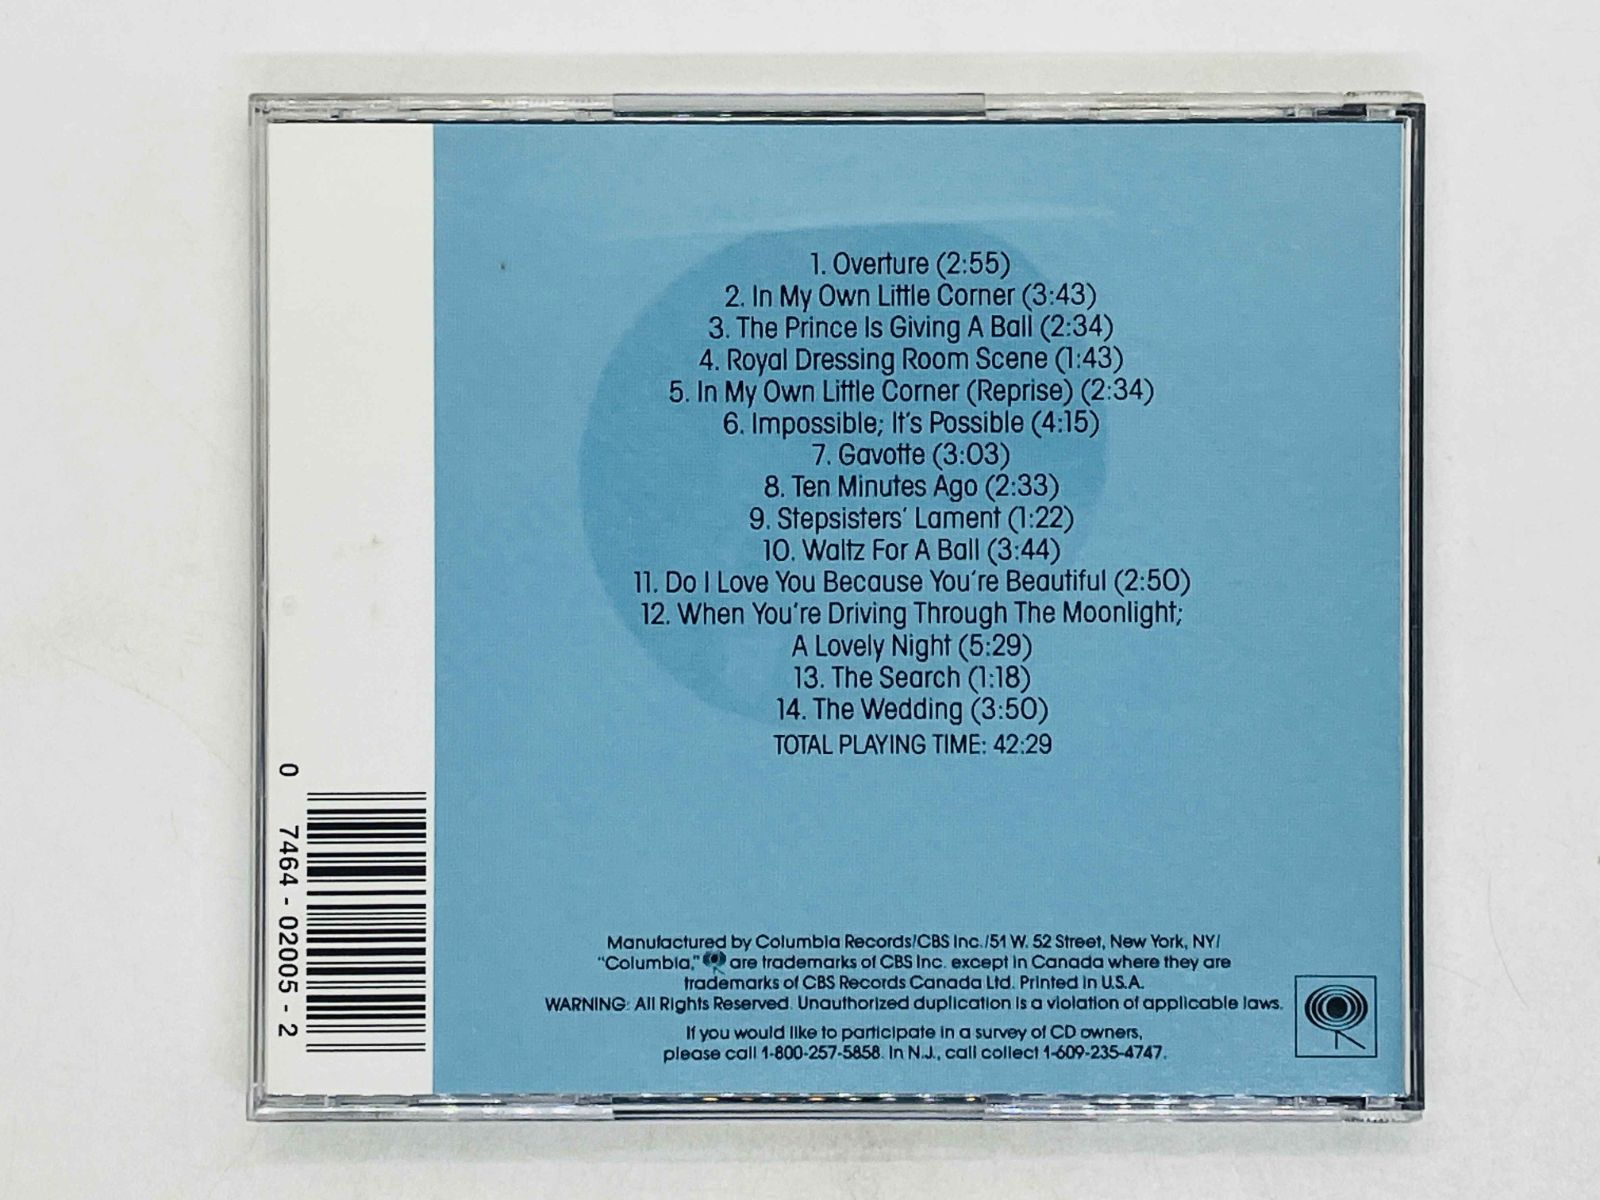 1. Overture (2:55)
2. In My Own Little Corner (3:43)
3. The Prince Is Giving A Ball (2:34)
4. Royal Dressing Room Scene (1:43)
5. In My Own Little Corner (Reprise) (2:34)
6. Impossible; It's Possible (4:15)
7. Gavotte (3:03)
8. Ten Minutes Ago (2:33)
9. Stepsisters' Lament (1:22)
10. Waltz For A Ball (3:44)
11. Do I Love You Because You're Beautiful (2:50)
12. When You're Driving Through The Moonlight;
A Lovely Night (5:29)
13. The Search (1:18)
14. The Wedding (3:50)
TOTAL PLAYING TIME: 42:29
0 7464 - 02005 - 2
Manufactured by Columbia Records/CBS Inc./51 W. 52 Street, New York, NY/
"Columbia," are trademarks of CBS Inc. except in Canada where they are
trademarks of CBS Records Canada Ltd. Printed in U.S.A.
WARNING: All Rights Reserved. Unauthorized duplication is a violation of applicable laws.
If you would like to participate in a survey of CD owners,
please call 1-800-257-5858. In N.J., call collect 1-609-235-4747.